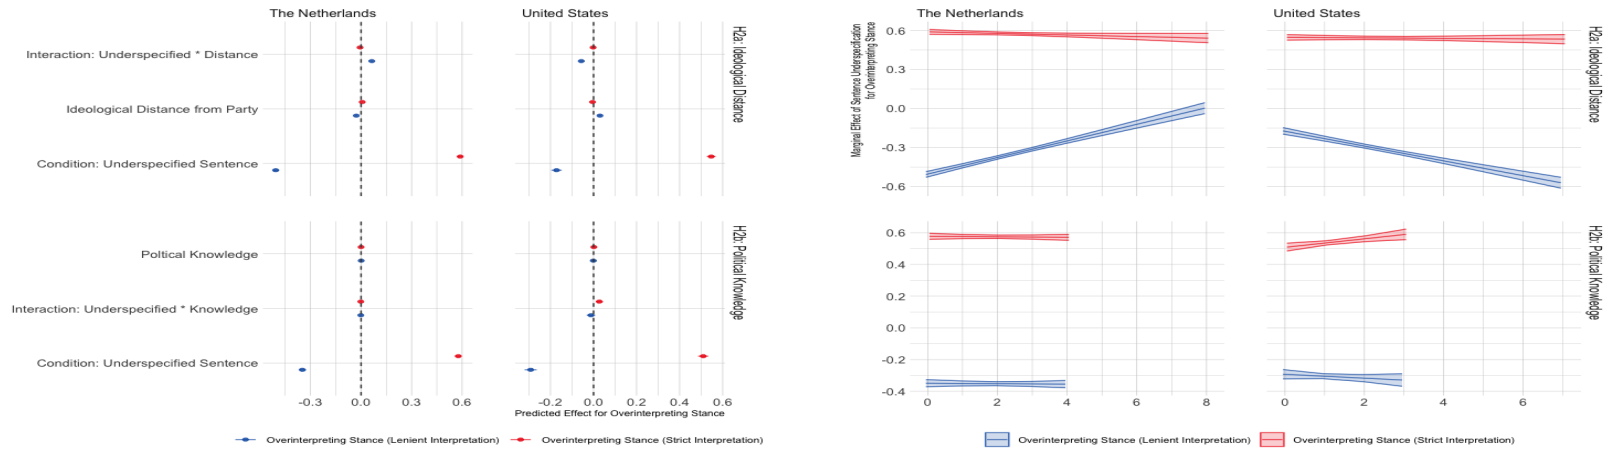 The Netherlands
United States
Interaction: Underspecified * Distance
Ideological Distance from Party
Condition: Underspecified Sentence
H2a: Ideological Distance
Poltical Knowledge
Interaction: Underspecified * Knowledge
Condition: Underspecified Sentence
H2b: Political Knowledge
-0.3 0.0 0.3 0.6
-0.2 0.0 0.2 0.4 0.6
Predicted Effect for Overinterpreting Stance
Overinterpreting Stance (Lenient Interpretation) Overinterpreting Stance (Strict Interpretation)
The Netherlands
United States
Marginal Effect of Sentence Underspecification
for Overinterpreting Stance
0.6
0.3
0.0
-0.3
-0.6
H2a: Ideological Distance
0.6
0.4
0.2
0.0
-0.2
-0.4
H2b: Political Knowledge
0 2 4 6 8
0 2 4 6
Overinterpreting Stance (Lenient Interpretation) Overinterpreting Stance (Strict Interpretation)